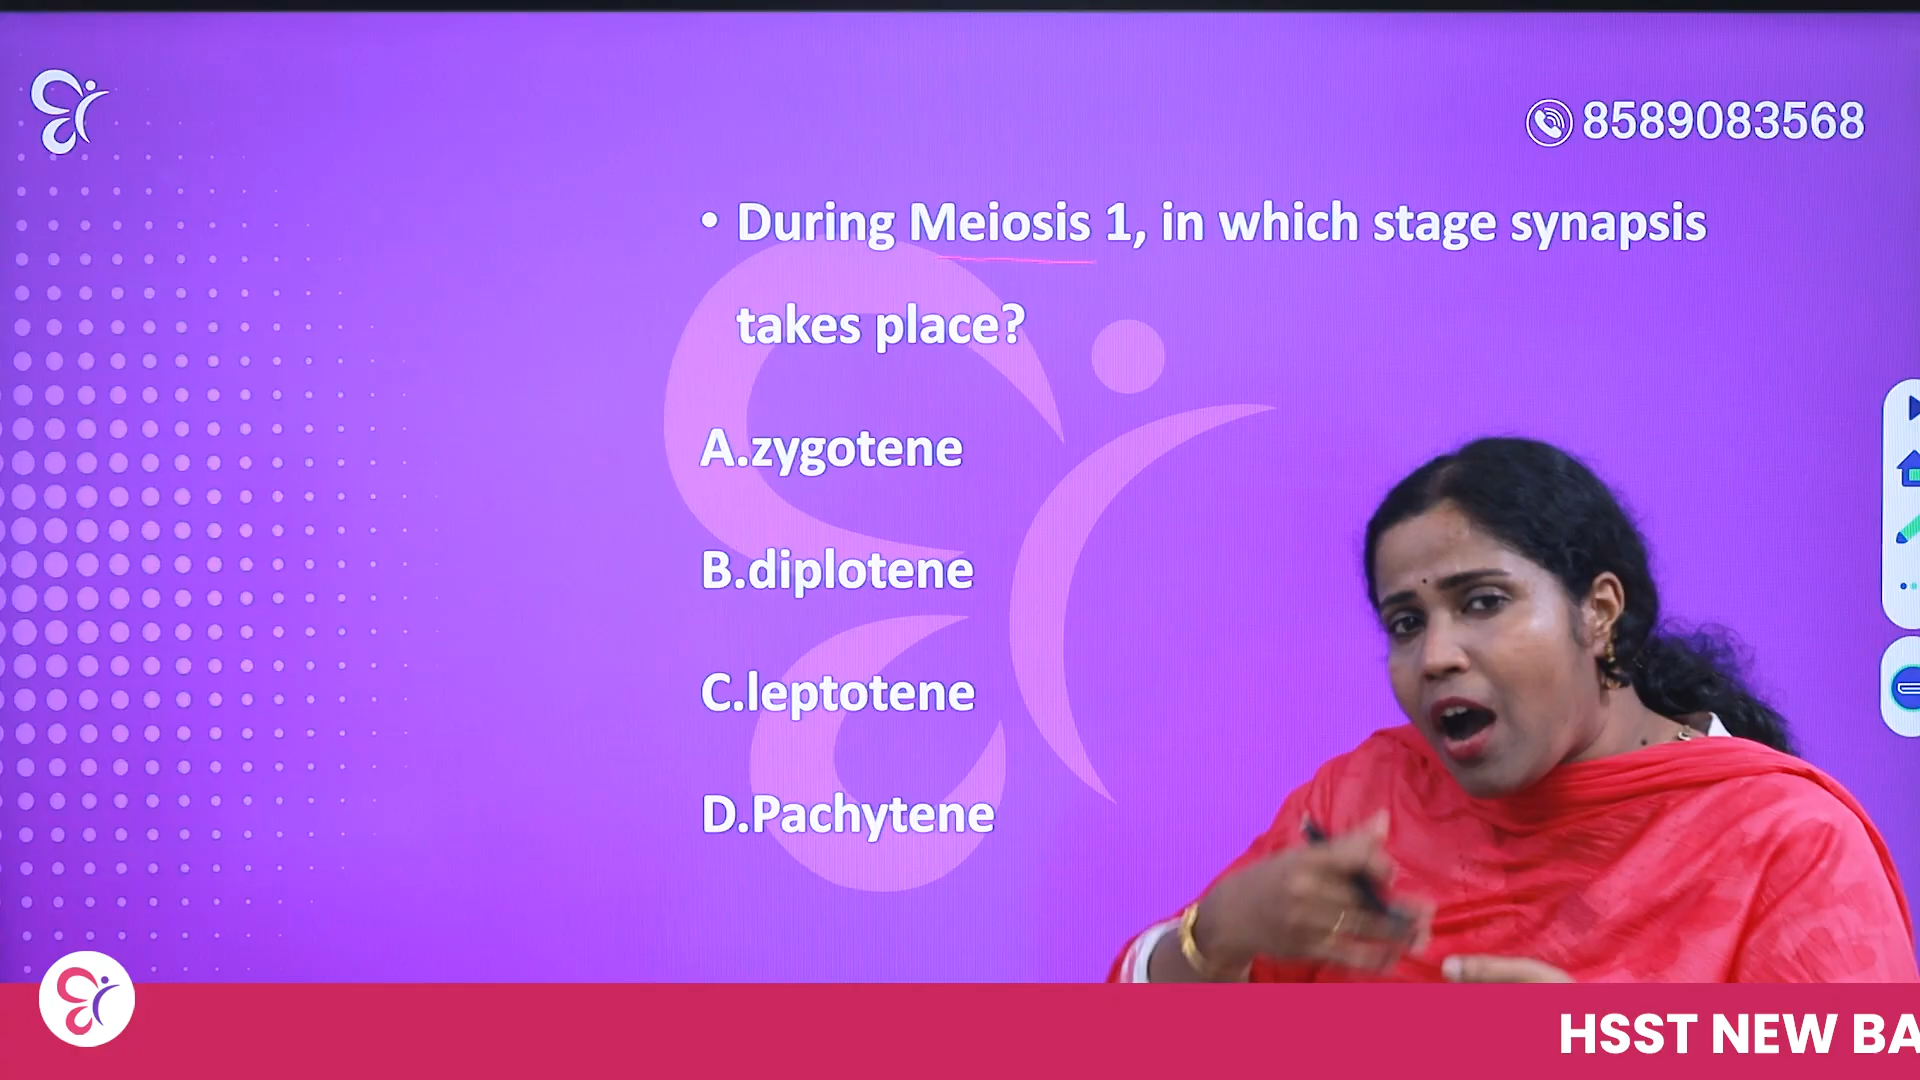 8589083568
• During Meiosis 1, in which stage synapsis
takes place?
A.zygotene
B.diplotene
C.leptotene
D.Pachytene
HSST NEW BA